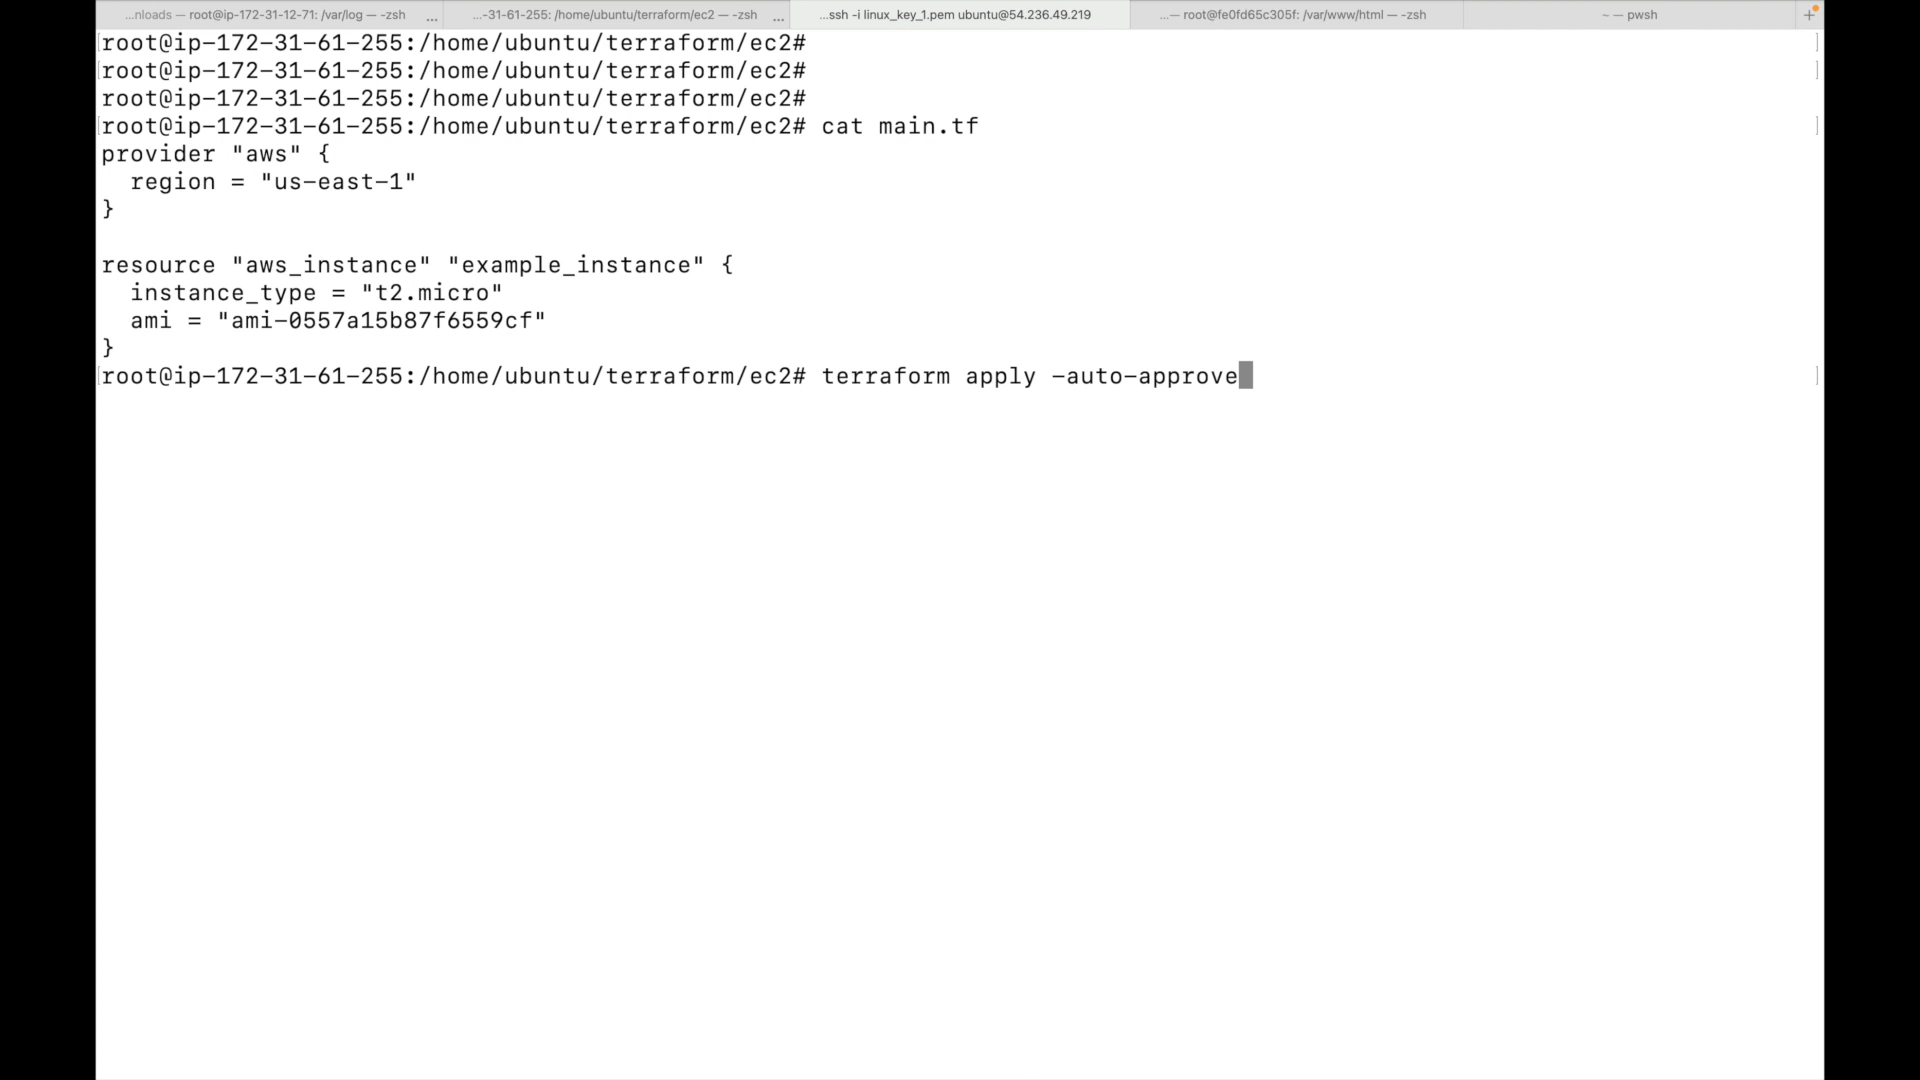 ...nloads — root@ip-172-31-12-71: /var/log — -zsh ... ...-31-61-255: /home/ubuntu/terraform/ec2 — -zsh ... ...ssh -i linux_key_1.pem ubuntu@54.236.49.219 ...— root@fe0fd65c305f: /var/www/html — -zsh ~ — pwsh +
[root@ip-172-31-61-255:/home/ubuntu/terraform/ec2# ]
[root@ip-172-31-61-255:/home/ubuntu/terraform/ec2# ]
root@ip-172-31-61-255:/home/ubuntu/terraform/ec2#
[root@ip-172-31-61-255:/home/ubuntu/terraform/ec2# cat main.tf ]
provider "aws" {
  region = "us-east-1"
}

resource "aws_instance" "example_instance" {
  instance_type = "t2.micro"
  ami = "ami-0557a15b87f6559cf"
}
[root@ip-172-31-61-255:/home/ubuntu/terraform/ec2# terraform apply -auto-approve ]